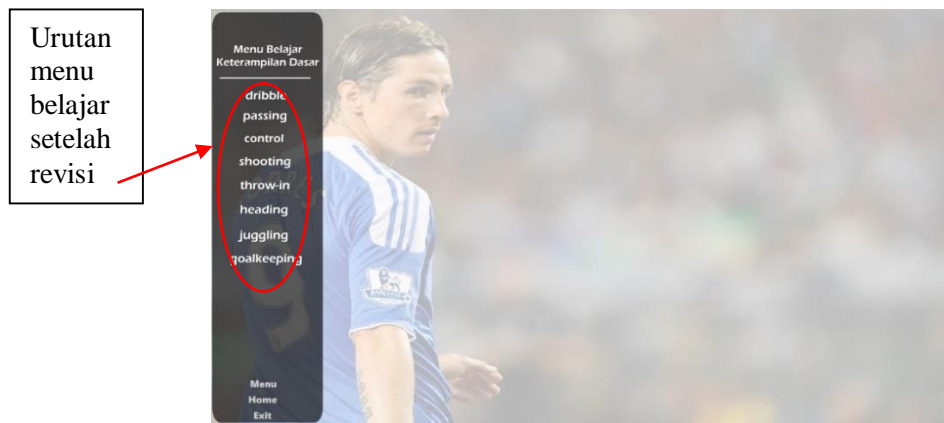 Urutan
menu
belajar
setelah
revisi
Menu Belajar
Keterampilan Dasar
dribble
passing
control
shooting
throw-in
heading
juggling
goalkeeping
Menu
Home
Exit
9